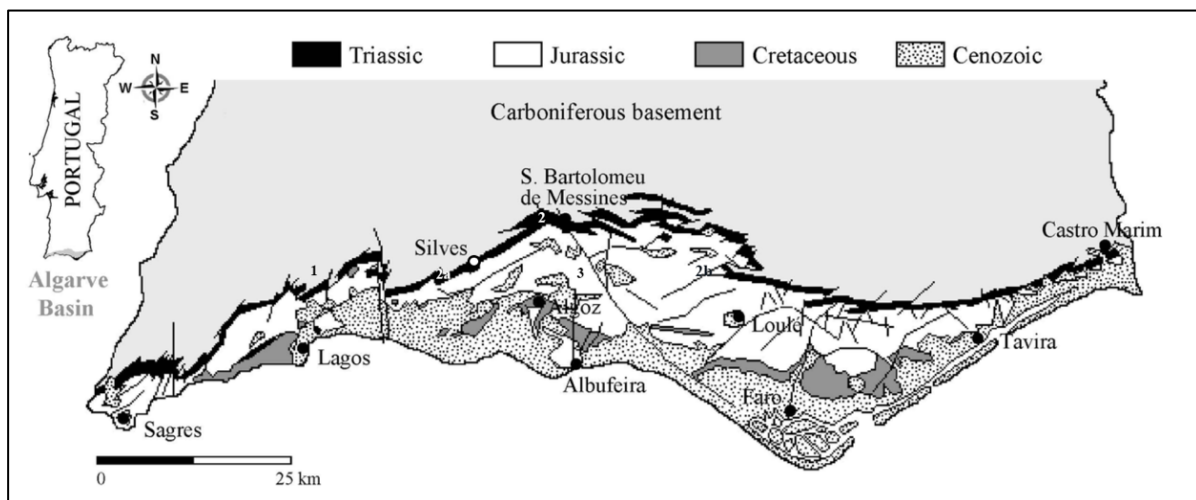 Triassic
Jurassic
Cretaceous
Cenozoic
N
W E
S
PORTUGAL
Algarve
Basin
Carboniferous basement
S. Bartolomeu
de Messines
2
Silves
Castro Marim
1
3
Loulé
Tavira
Lagos
Albufeira
Faro
Sagres
0 25 km